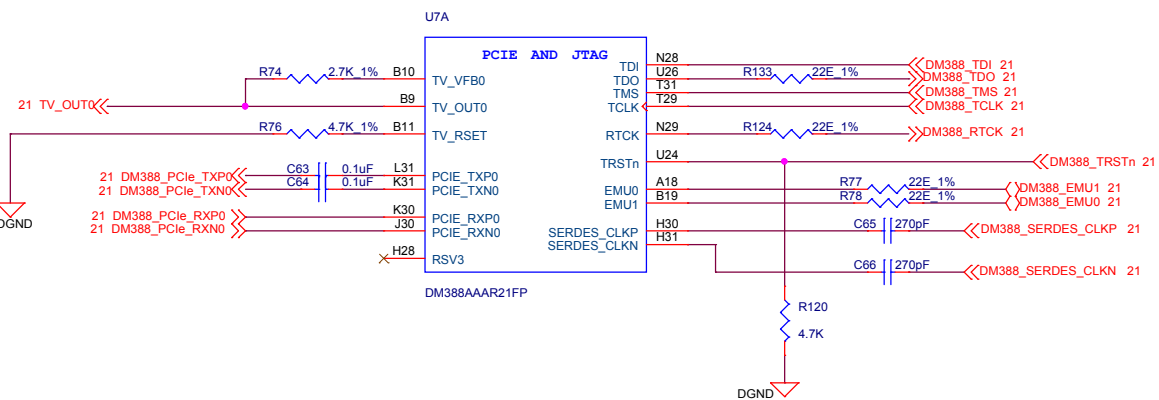 U7A
PCIE AND JTAG
R74 2.7K_1% B10 TV_VFB0
21 TV_OUT0 B9 TV_OUT0
R76 4.7K_1% B11 TV_RSET
21 DM388_PCIe_TXP0 C63 0.1uF L31 PCIE_TXP0
21 DM388_PCIe_TXN0 C64 0.1uF K31 PCIE_TXN0
21 DM388_PCIe_RXP0 K30 PCIE_RXP0
21 DM388_PCIe_RXN0 J30 PCIE_RXN0
H28 RSV3
DGND
TDI N28 DM388_TDI 21
TDO U26 R133 22E_1% DM388_TDO 21
TMS T31 DM388_TMS 21
TCLK T29 DM388_TCLK 21
RTCK N29 R124 22E_1% DM388_RTCK 21
TRSTn U24 DM388_TRSTn 21
EMU0 A18 R77 22E_1% DM388_EMU1 21
EMU1 B19 R78 22E_1% DM388_EMU0 21
SERDES_CLKP H30 C65 270pF DM388_SERDES_CLKP 21
SERDES_CLKN H31 C66 270pF DM388_SERDES_CLKN 21
DM388AAAR21FP
R120
4.7K
DGND